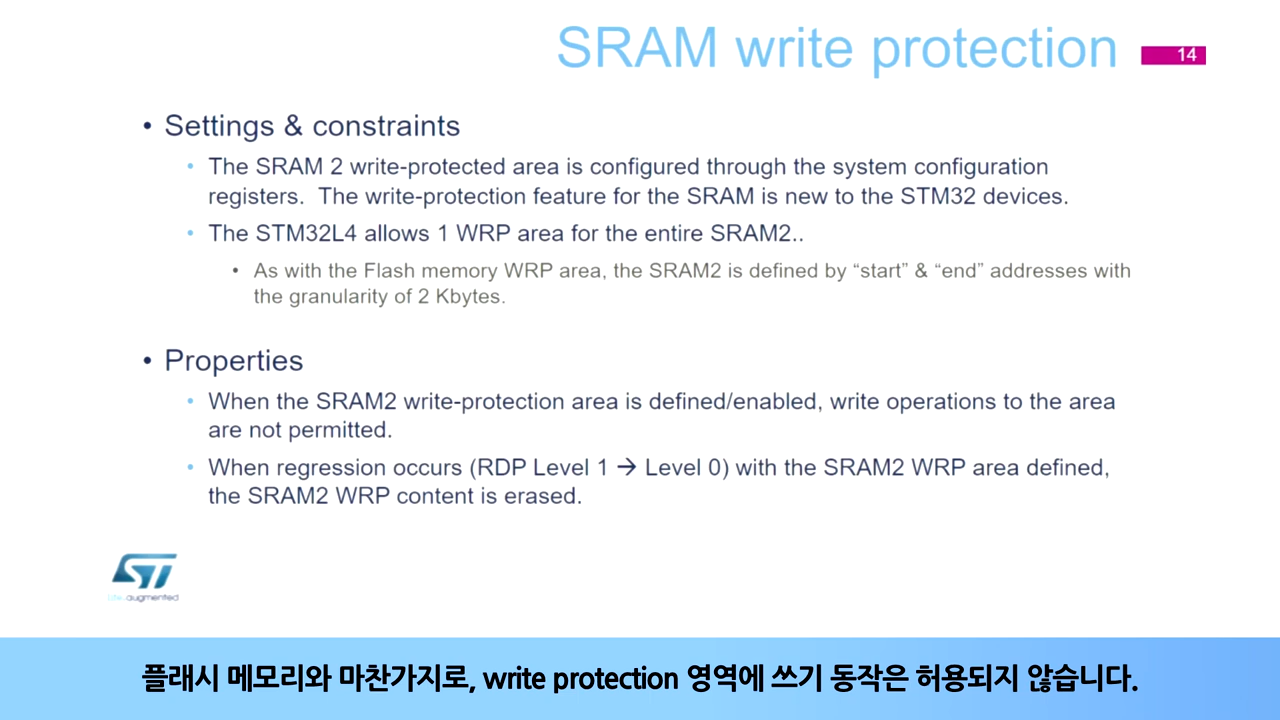 SRAM write protection
14
• Settings & constraints
• The SRAM 2 write-protected area is configured through the system configuration
registers. The write-protection feature for the SRAM is new to the STM32 devices.
• The STM32L4 allows 1 WRP area for the entire SRAM2..
• As with the Flash memory WRP area, the SRAM2 is defined by “start” & “end” addresses with
the granularity of 2 Kbytes.
• Properties
• When the SRAM2 write-protection area is defined/enabled, write operations to the area
are not permitted.
• When regression occurs (RDP Level 1 → Level 0) with the SRAM2 WRP area defined,
the SRAM2 WRP content is erased.
ST
life.augmented
플래시 메모리와 마찬가지로, write protection 영역에 쓰기 동작은 허용되지 않습니다.